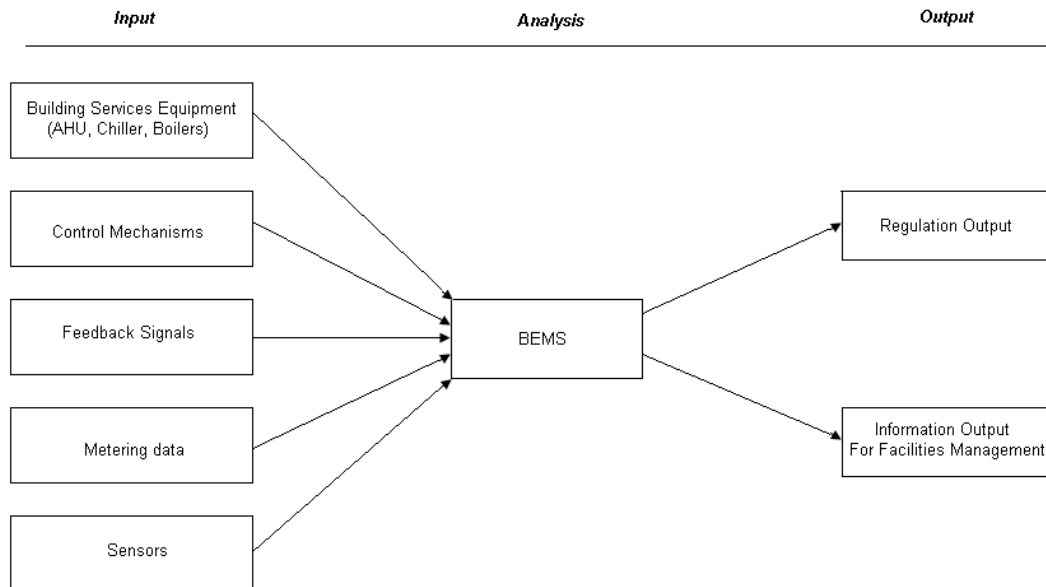 Input
Analysis
Output
Building Services Equipment
(AHU, Chiller, Boilers)
Control Mechanisms
Feedback Signals
Metering data
Sensors
BEMS
Regulation Output
Information Output
For Facilities Management